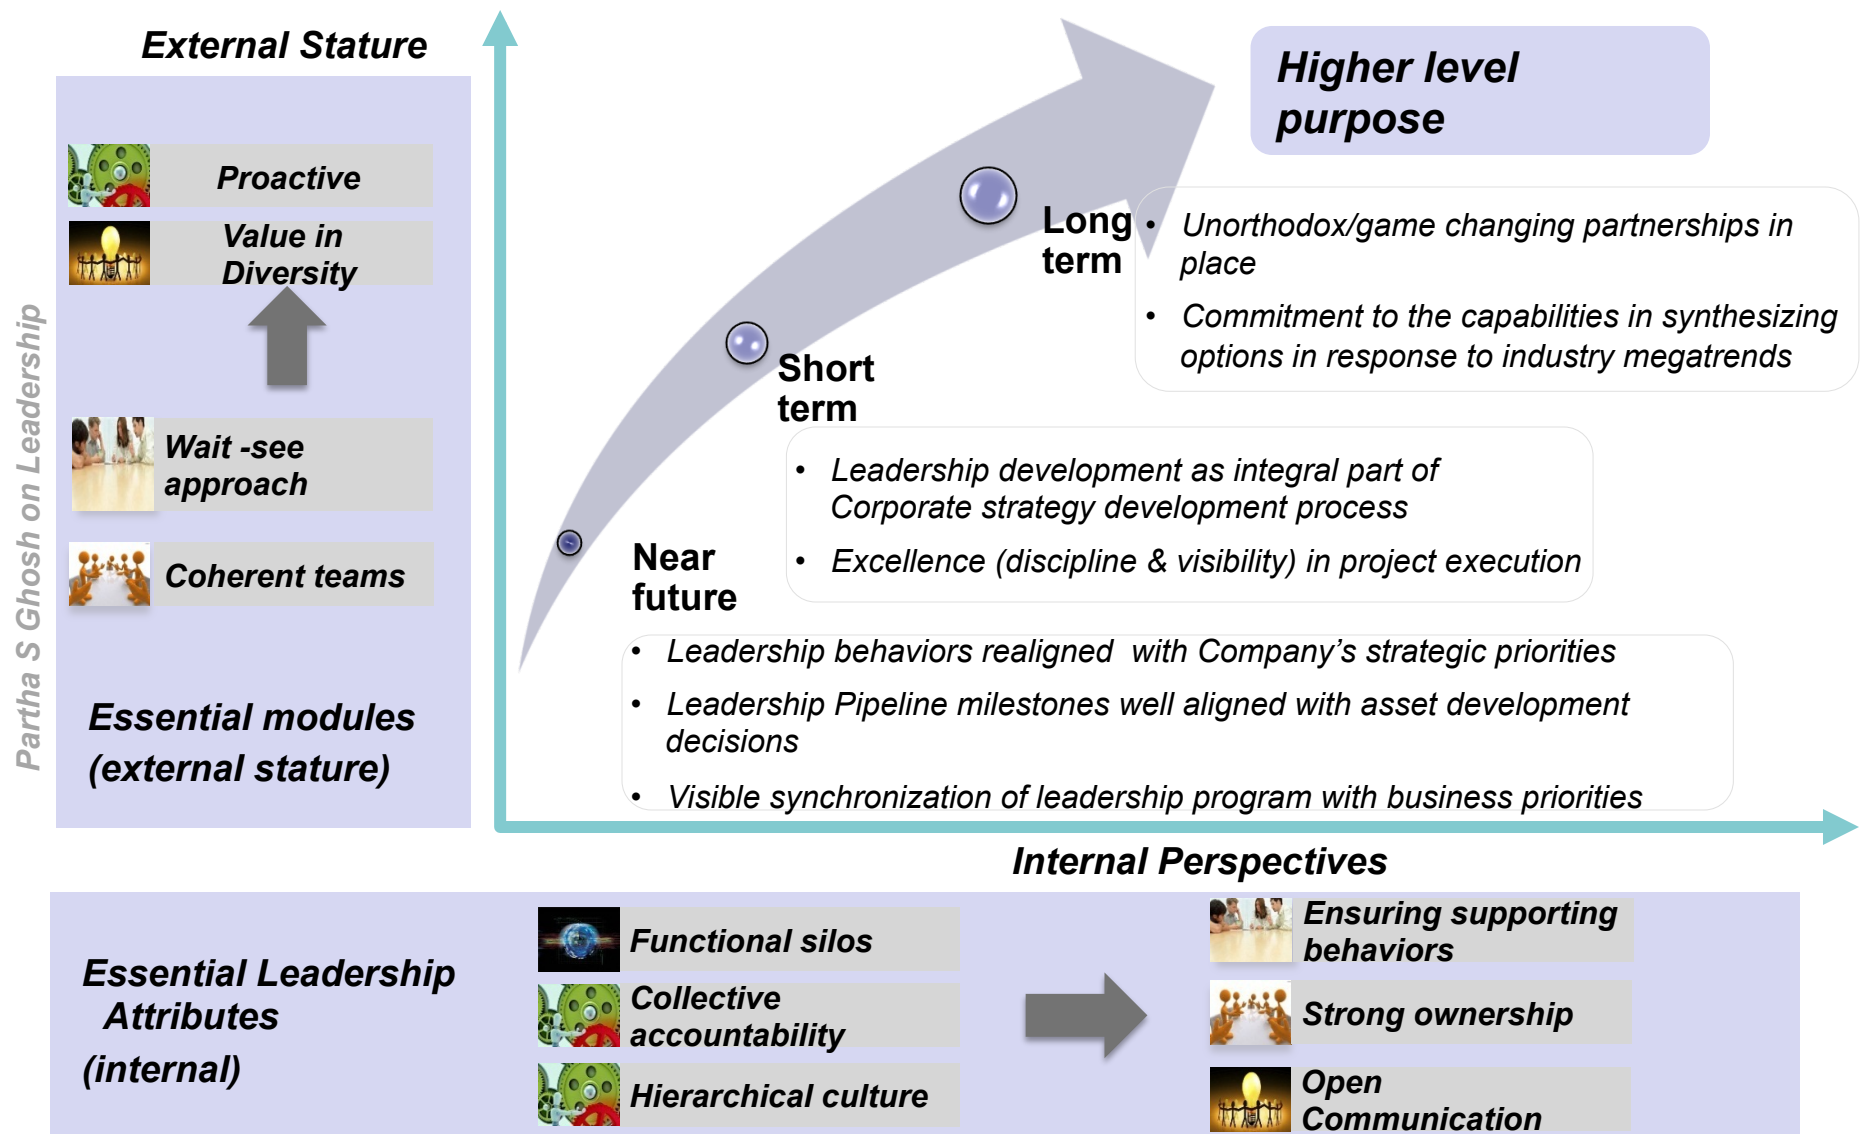 External Stature
Higher level
purpose
Proactive
Value in
Diversity
Wait -see
approach
Coherent teams
Essential modules
(external stature)
Partha S Ghosh on Leadership
Long
term
• Unorthodox/game changing partnerships in
place
• Commitment to the capabilities in synthesizing
options in response to industry megatrends
Short
term
• Leadership development as integral part of
Corporate strategy development process
• Excellence (discipline & visibility) in project execution
Near
future
• Leadership behaviors realigned  with Company’s strategic priorities
• Leadership Pipeline milestones well aligned with asset development
decisions
• Visible synchronization of leadership program with business priorities
Internal Perspectives
Essential Leadership
Attributes
(internal)
Functional silos
Collective
accountability
Hierarchical culture
Ensuring supporting
behaviors
Strong ownership
Open
Communication